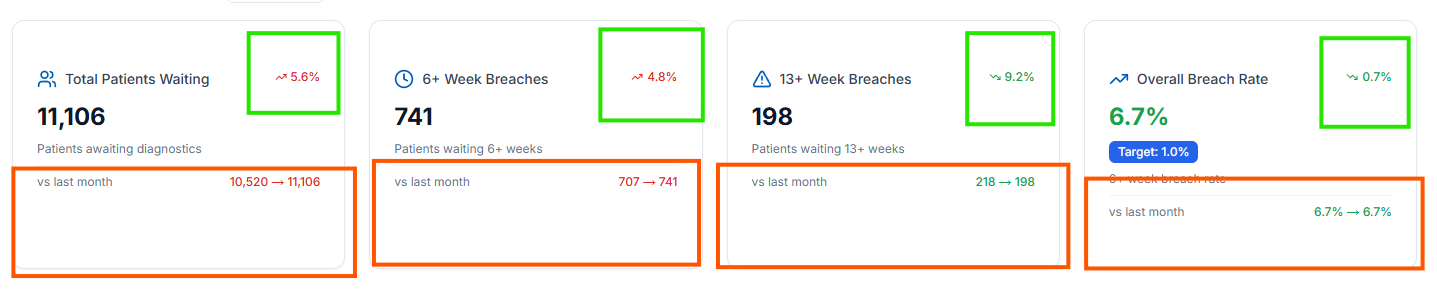 Total Patients Waiting
5.6%
11,106
Patients awaiting diagnostics
vs last month
10,520 → 11,106
6+ Week Breaches
4.8%
741
Patients waiting 6+ weeks
vs last month
707 → 741
13+ Week Breaches
9.2%
198
Patients waiting 13+ weeks
vs last month
218 → 198
Overall Breach Rate
0.7%
6.7%
Target: 1.0%
6+ week breach rate
vs last month
6.7% → 6.7%